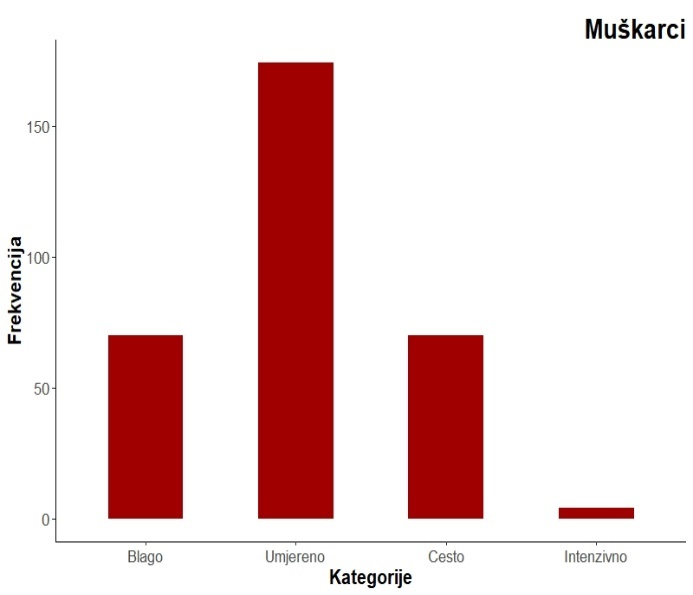 Muškarci
Frekvencija
150
100
50
0
Blago Umjereno Cesto Intenzivno
Kategorije